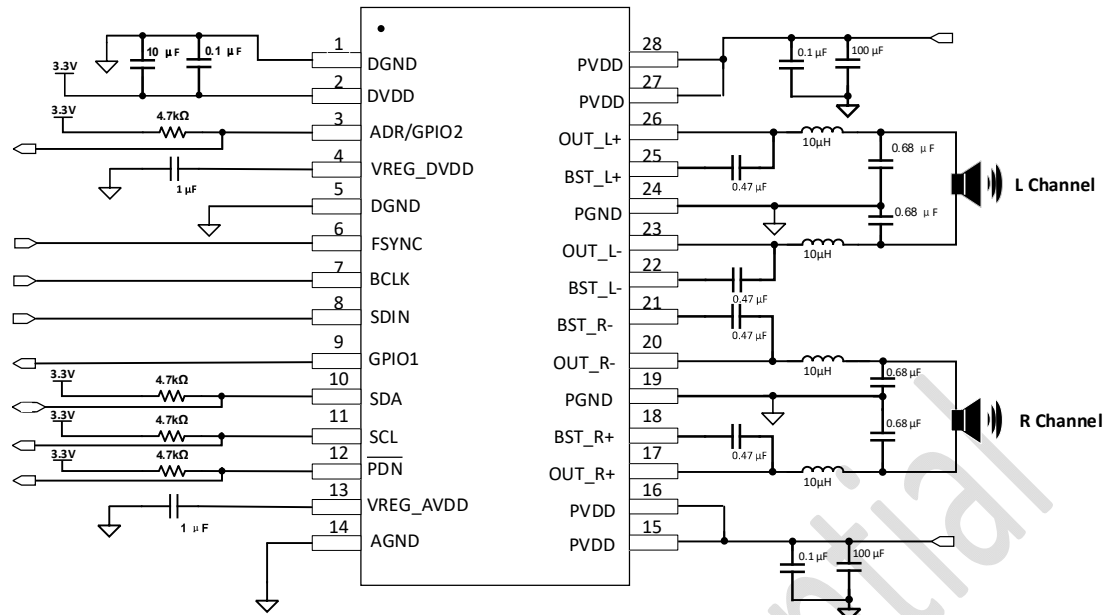 1
DGND
2
DVDD
3
ADR/GPIO2
4
VREG_DVDD
5
DGND
6
FSYNC
7
BCLK
8
SDIN
9
GPIO1
10
SDA
11
SCL
12
PDN
13
VREG_AVDD
14
AGND
28
PVDD
27
PVDD
26
OUT_L+
25
BST_L+
24
PGND
23
OUT_L-
22
BST_L-
21
BST_R-
20
OUT_R-
19
PGND
18
BST_R+
17
OUT_R+
16
PVDD
15
PVDD
10 μF
0.1 μF
3.3V
3.3V
4.7kΩ
1 μF
3.3V
4.7kΩ
3.3V
4.7kΩ
3.3V
4.7kΩ
1 μF
0.1 μF
100 μF
10μH
0.68 μF
0.47 μF
L Channel
0.68 μF
10μH
0.47 μF
0.47 μF
10μH
0.68 μF
R Channel
0.68 μF
0.47 μF
10μH
0.1 μF
100 μF
ntial